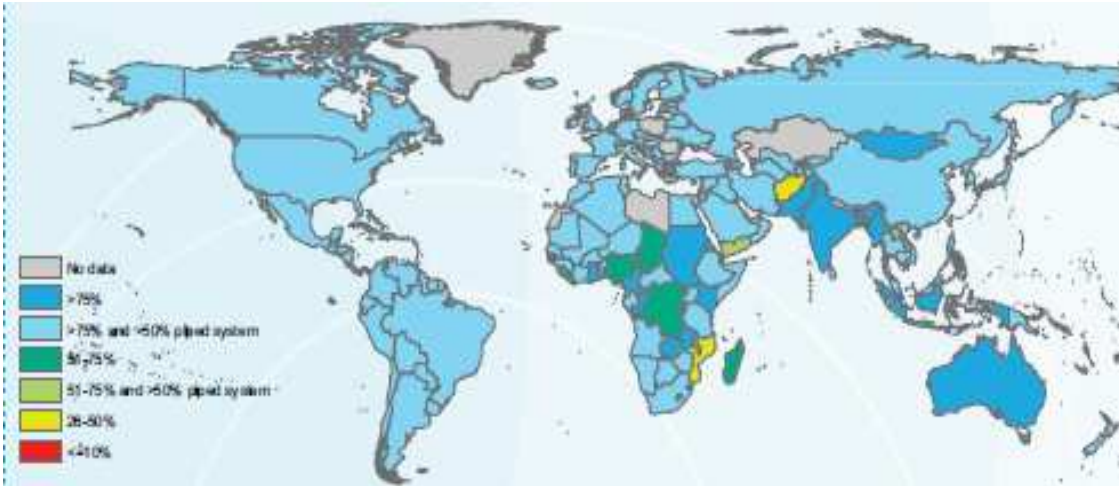 No data
>75%
>75% and >50% piped system
51-75%
51-75% and >50% piped system
26-50%